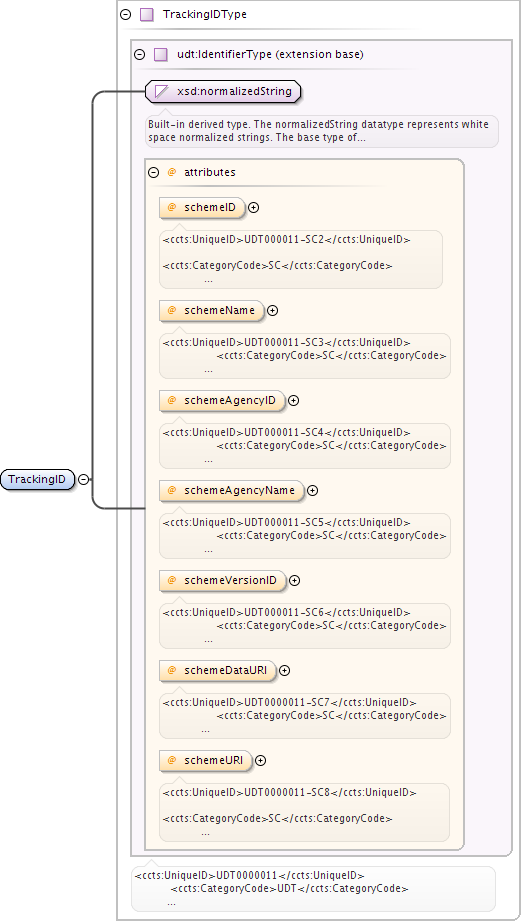 TrackingIDType
udt:IdentifierType (extension base)
xsd:normalizedString
Built-in derived type. The normalizedString datatype represents white
space normalized strings. The base type of...
@ attributes
@ schemeID
<ccts:UniqueID>UDT000011-SC2</ccts:UniqueID>
<ccts:CategoryCode>SC</ccts:CategoryCode>
...
@ schemeName
<ccts:UniqueID>UDT000011-SC3</ccts:UniqueID>
<ccts:CategoryCode>SC</ccts:CategoryCode>
...
@ schemeAgencyID
<ccts:UniqueID>UDT000011-SC4</ccts:UniqueID>
<ccts:CategoryCode>SC</ccts:CategoryCode>
...
TrackingID
@ schemeAgencyName
<ccts:UniqueID>UDT000011-SC5</ccts:UniqueID>
<ccts:CategoryCode>SC</ccts:CategoryCode>
...
@ schemeVersionID
<ccts:UniqueID>UDT000011-SC6</ccts:UniqueID>
<ccts:CategoryCode>SC</ccts:CategoryCode>
...
@ schemeDataURI
<ccts:UniqueID>UDT0000011-SC7</ccts:UniqueID>
<ccts:CategoryCode>SC</ccts:CategoryCode>
...
@ schemeURI
<ccts:UniqueID>UDT0000011-SC8</ccts:UniqueID>
<ccts:CategoryCode>SC</ccts:CategoryCode>
...
<ccts:UniqueID>UDT0000011</ccts:UniqueID>
<ccts:CategoryCode>UDT</ccts:CategoryCode>
...